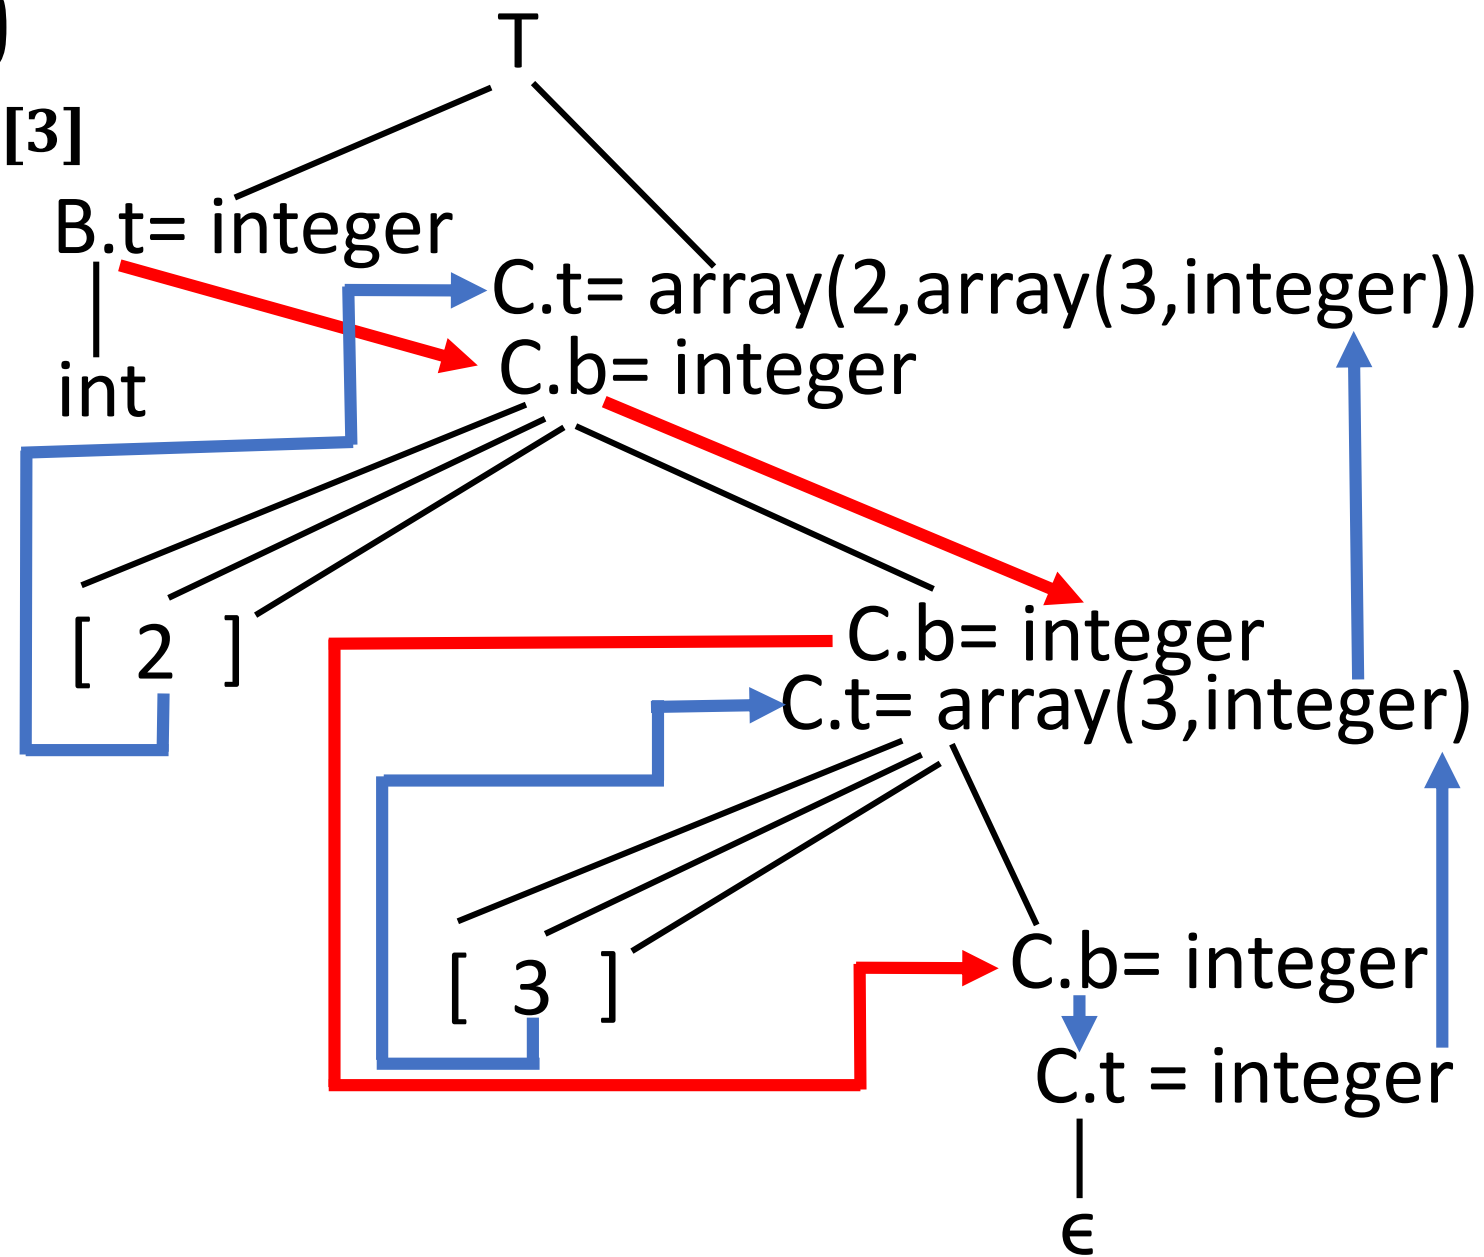 )
T
[3]
B.t= integer
C.t= array(2,array(3,integer))
C.b= integer
int
[ 2 ]
C.b= integer
C.t= array(3,integer)
[ 3 ]
C.b= integer
C.t = integer
ϵ